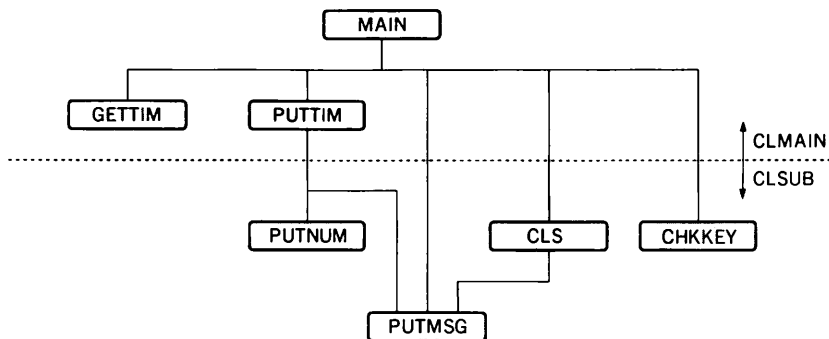 MAIN
GETTIM
PUTTIM
CLMAIN
CLSUB
PUTNUM
CLS
CHKKEY
PUTMSG